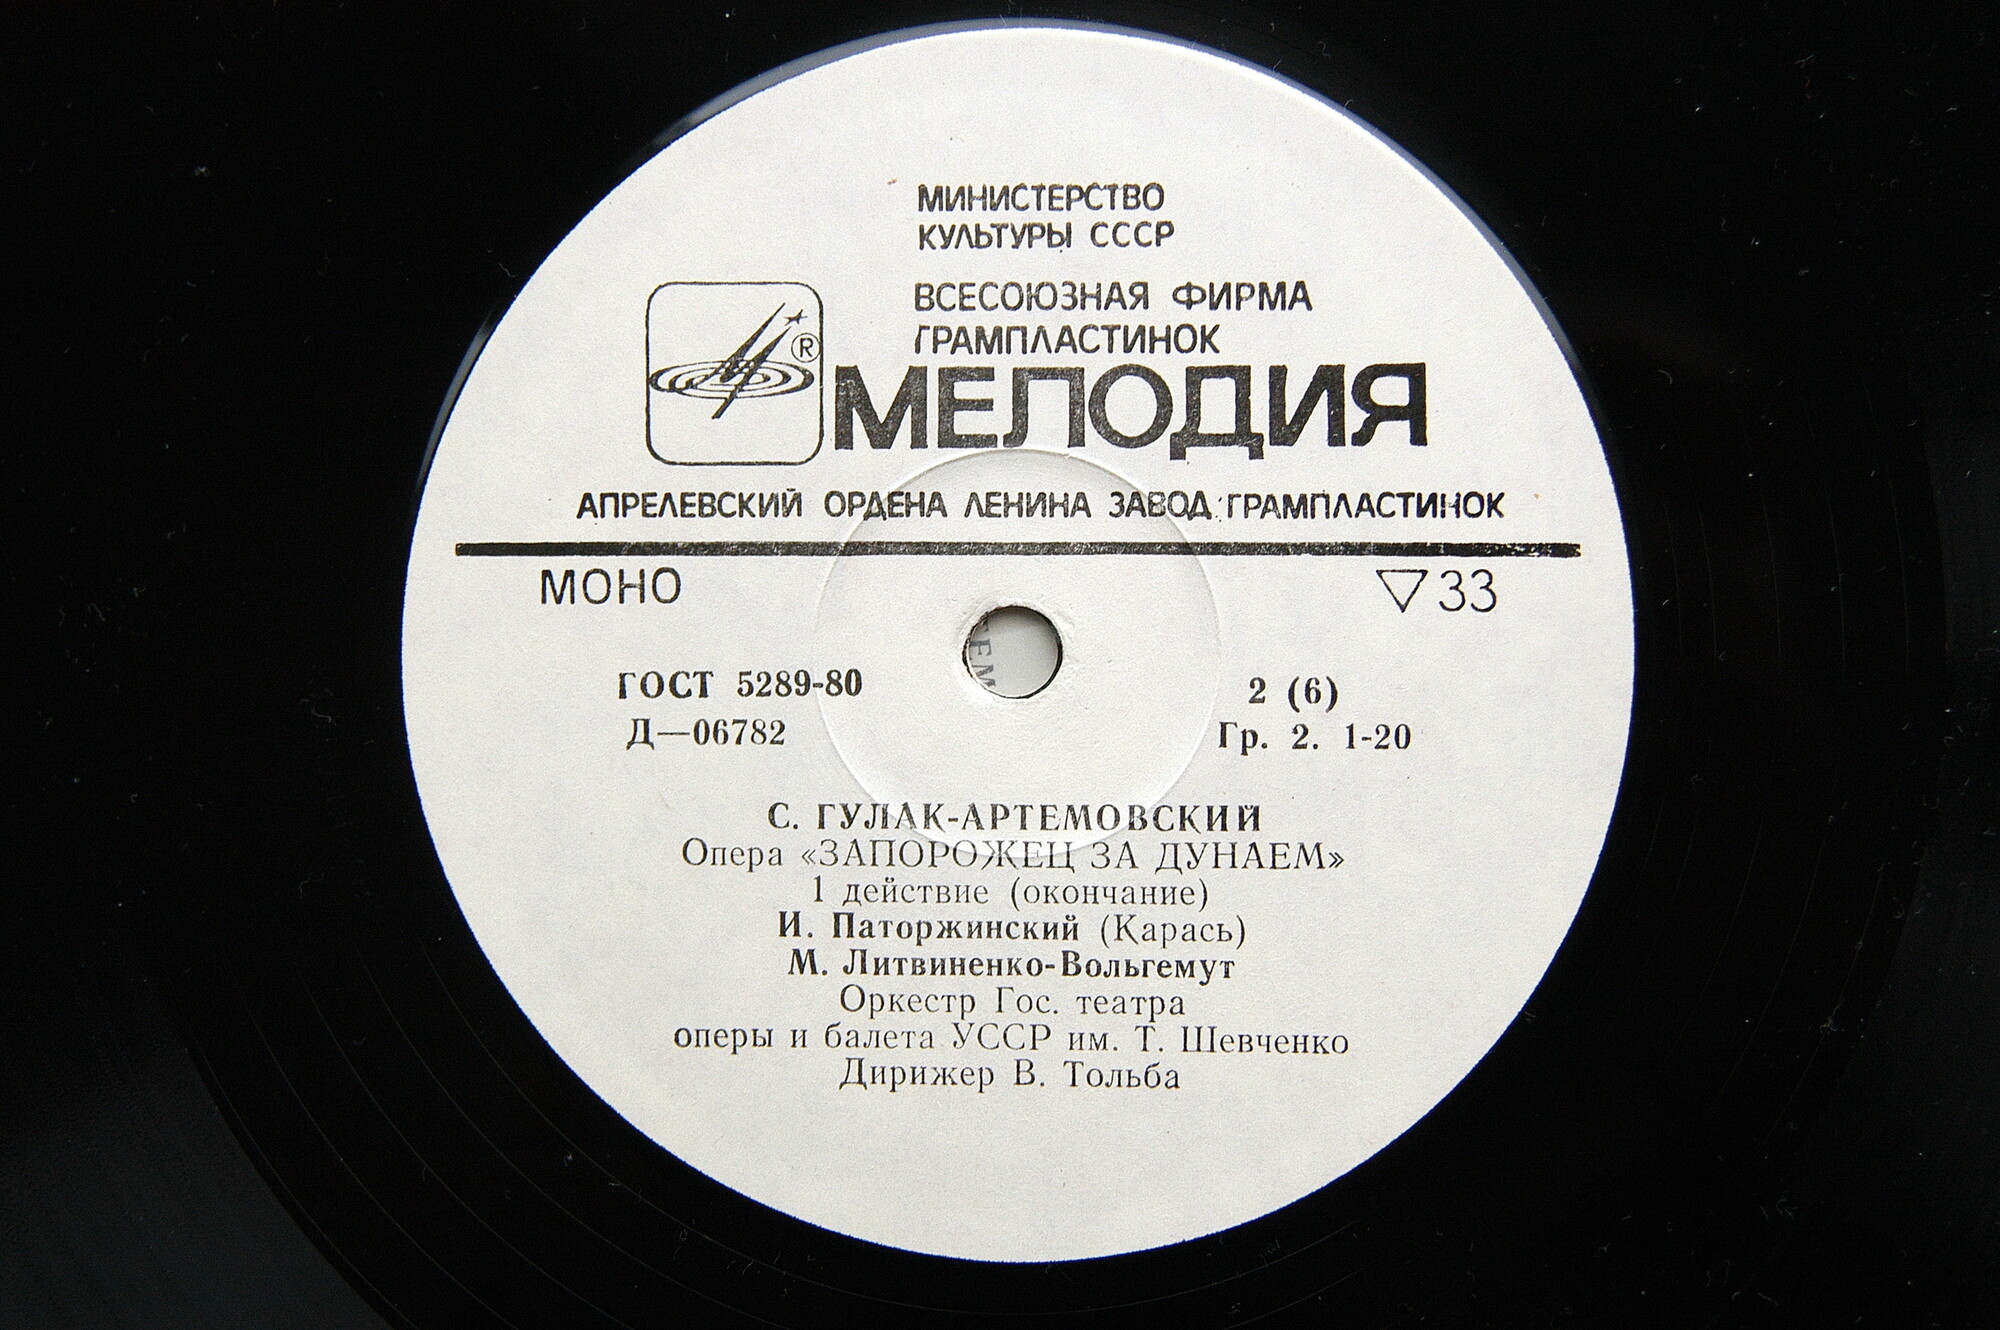 МИНИСТЕРСТВО
КУЛЬТУРЫ СССР
ВСЕСОЮЗНАЯ ФИРМА
ГРАМПЛАСТИНОК
®
МЕЛОДИЯ
АПРЕЛЕВСКИЙ ОРДЕНА ЛЕНИНА ЗАВОД ГРАМПЛАСТИНОК
МОНО ▽33
ГОСТ 5289-80 2 (6)
Д—06782 Гр. 2. 1-20
ТЕМ
С. ГУЛАК-АРТЕМОВСКИЙ
Опера «ЗАПОРОЖЕЦ ЗА ДУНАЕМ»
1 действие (окончание)
И. Паторжинский (Карась)
М. Литвиненко-Вольгемут
Оркестр Гос. театра
оперы и балета УССР им. Т. Шевченко
Дирижер В. Тольба